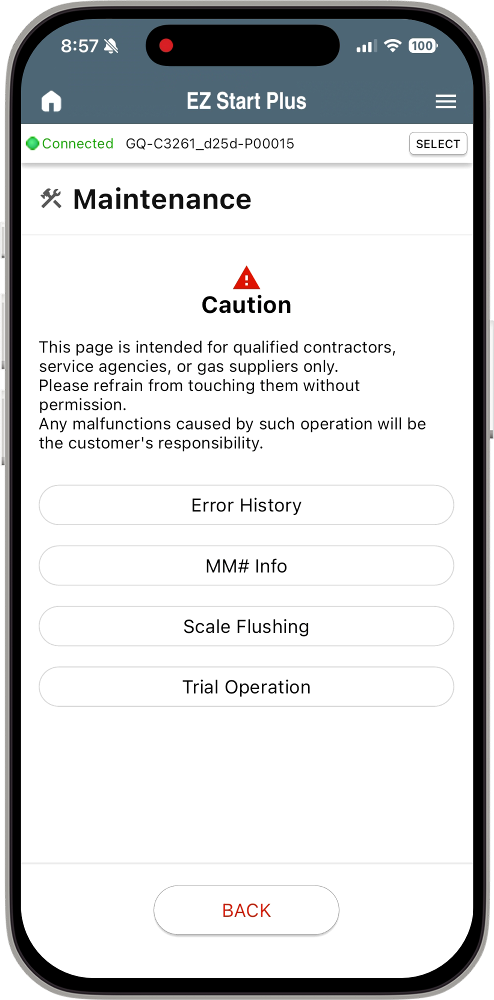 8:57
100
EZ Start Plus
Connected GQ-C3261_d25d-P00015 SELECT
Maintenance
Caution
This page is intended for qualified contractors,
service agencies, or gas suppliers only.
Please refrain from touching them without
permission.
Any malfunctions caused by such operation will be
the customer's responsibility.
Error History
MM# Info
Scale Flushing
Trial Operation
BACK